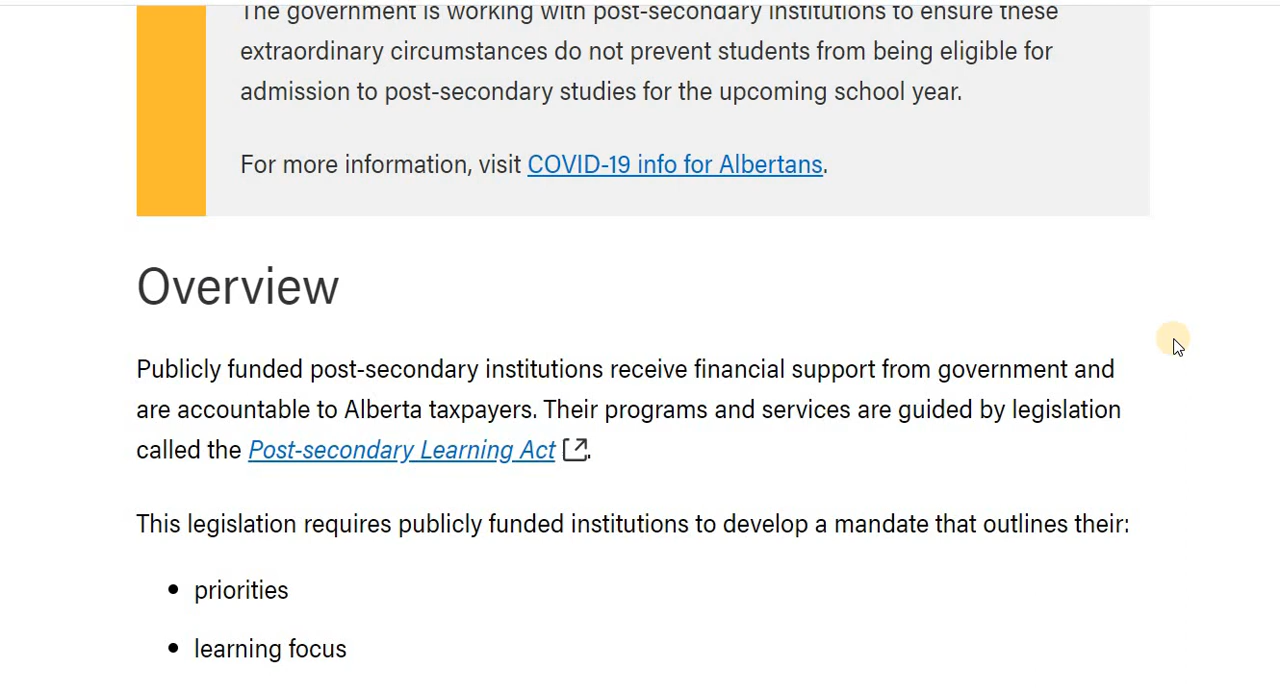 The government is working with post-secondary institutions to ensure these
extraordinary circumstances do not prevent students from being eligible for
admission to post-secondary studies for the upcoming school year.
For more information, visit COVID-19 info for Albertans.
Overview
Publicly funded post-secondary institutions receive financial support from government and
are accountable to Alberta taxpayers. Their programs and services are guided by legislation
called the Post-secondary Learning Act.
This legislation requires publicly funded institutions to develop a mandate that outlines their:
• priorities
• learning focus